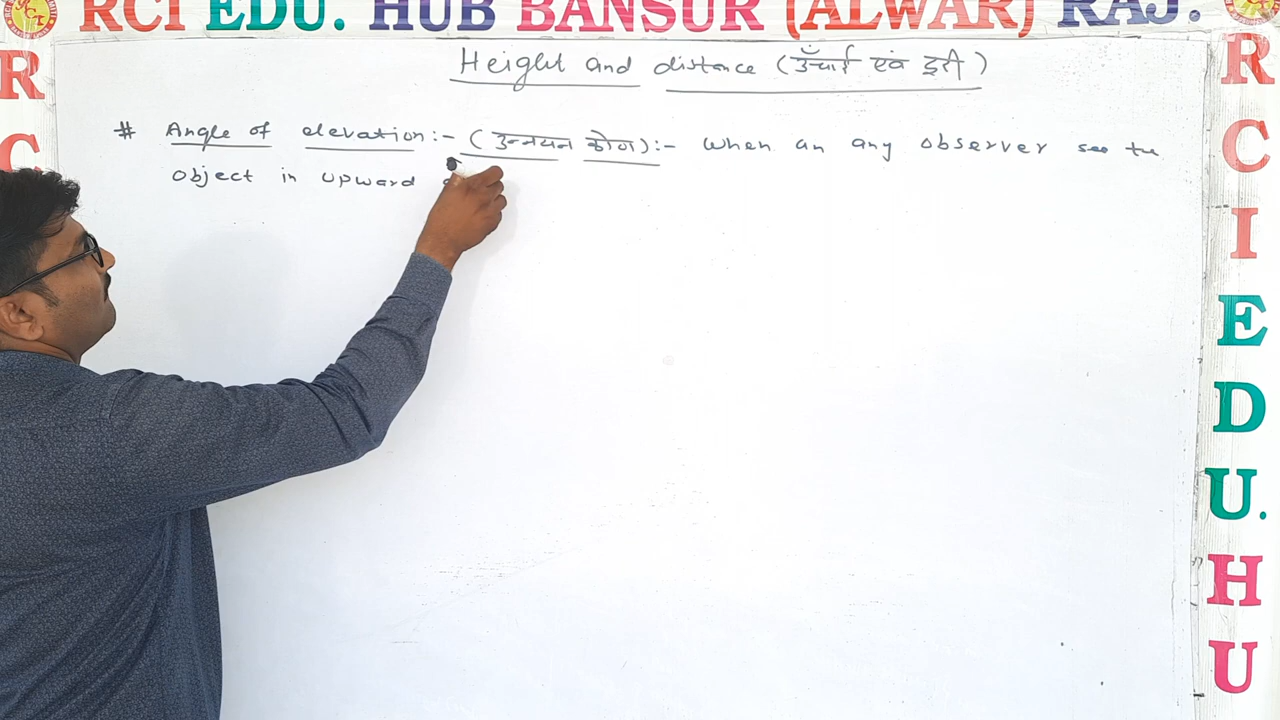 RCI EDU. HUB BANSUR (ALWAR) RAJ.
Height and distance (ऊँचाई एवं दूरी)
# Angle of elevation:- (उन्नयन कोण):- when an any observer see the
object in upward d
R
C
R
C
I
E
D
U.
H
U